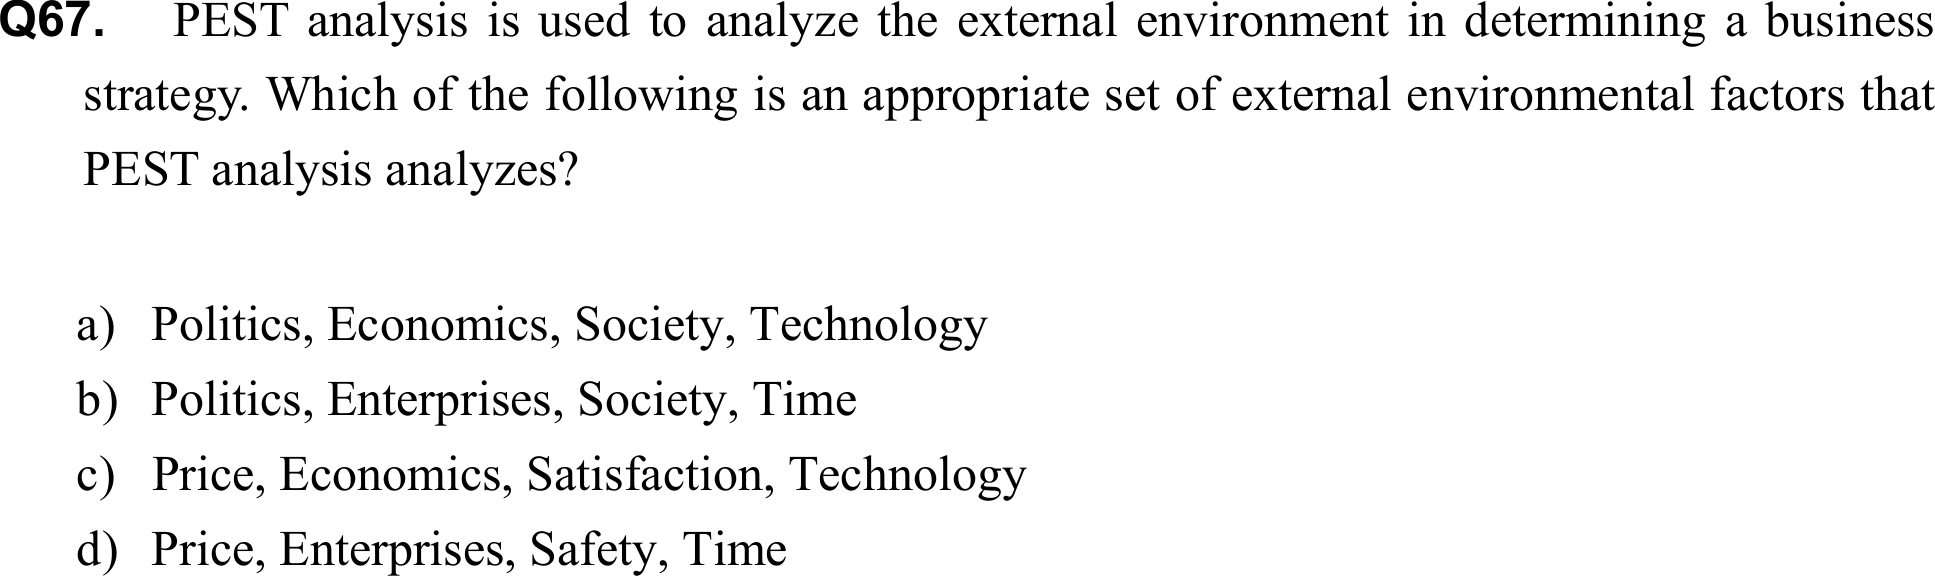 Q67. PEST analysis is used to analyze the external environment in determining a business
strategy. Which of the following is an appropriate set of external environmental factors that
PEST analysis analyzes?
a) Politics, Economics, Society, Technology
b) Politics, Enterprises, Society, Time
c) Price, Economics, Satisfaction, Technology
d) Price, Enterprises, Safety, Time